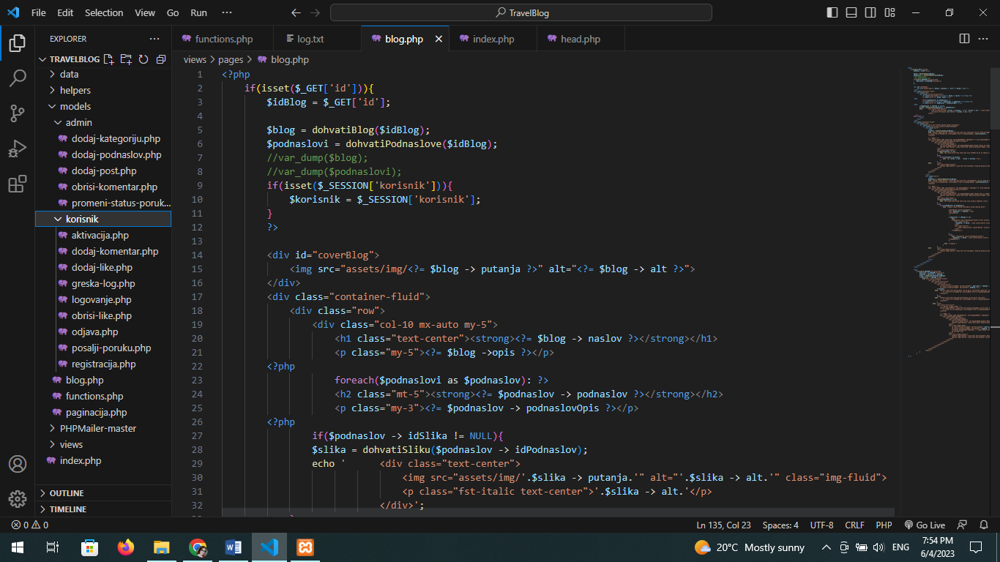 File Edit Selection View Go Run ··· TravelBlog
EXPLORER ···
functions.php log.txt blog.php index.php head.php
TRAVELBLOG
views > pages > blog.php
data
helpers
models
admin
dodaj-kategoriju.php
dodaj-podnaslov.php
dodaj-post.php
obrisi-komentar.php
promeni-status-poruk...
korisnik
aktivacija.php
dodaj-komentar.php
dodaj-like.php
greska-log.php
logovanje.php
obrisi-like.php
odjava.php
posalji-poruku.php
registracija.php
blog.php
functions.php
paginacija.php
PHPMailer-master
views
index.php
OUTLINE
TIMELINE
1 <?php
2 if(isset($_GET['id'])){
3 $idBlog = $_GET['id'];
4
5 $blog = dohvatiBlog($idBlog);
6 $podnaslovi = dohvatiPodnaslove($idBlog);
7 //var_dump($blog);
8 //var_dump($podnaslovi);
9 if(isset($_SESSION['korisnik'])){
10 $korisnik = $_SESSION['korisnik'];
11 }
12 ?>
13
14 <div id="coverBlog">
15 <img src="assets/img/<?= $blog -> putanja ?>" alt="<?= $blog -> alt ?>">
16 </div>
17 <div class="container-fluid">
18 <div class="row">
19 <div class="col-10 mx-auto my-5">
20 <h1 class="text-center"><strong><?= $blog -> naslov ?></strong></h1>
21 <p class="my-5"><?= $blog ->opis ?></p>
22 <?php
23 foreach($podnaslovi as $podnaslov): ?>
24 <h2 class="mt-5"><strong><?= $podnaslov -> podnaslov ?></strong></h2>
25 <p class="my-3"><?= $podnaslov -> podnaslovOpis ?></p>
26 <?php
27 if($podnaslov -> idSlika != NULL){
28 $slika = dohvatiSliku($podnaslov -> idPodnaslov);
29 echo ' <div class="text-center">
30 <img src="assets/img/'.$slika -> putanja.'" alt="'.$slika -> alt.'" class="img-fluid">
31 <p class="fst-italic text-center">'.$slika -> alt.'</p>
32 </div>';
0 0 Ln 135, Col 23 Spaces: 4 UTF-8 CRLF PHP Go Live
20°C Mostly sunny ENG 7:54 PM
6/4/2023